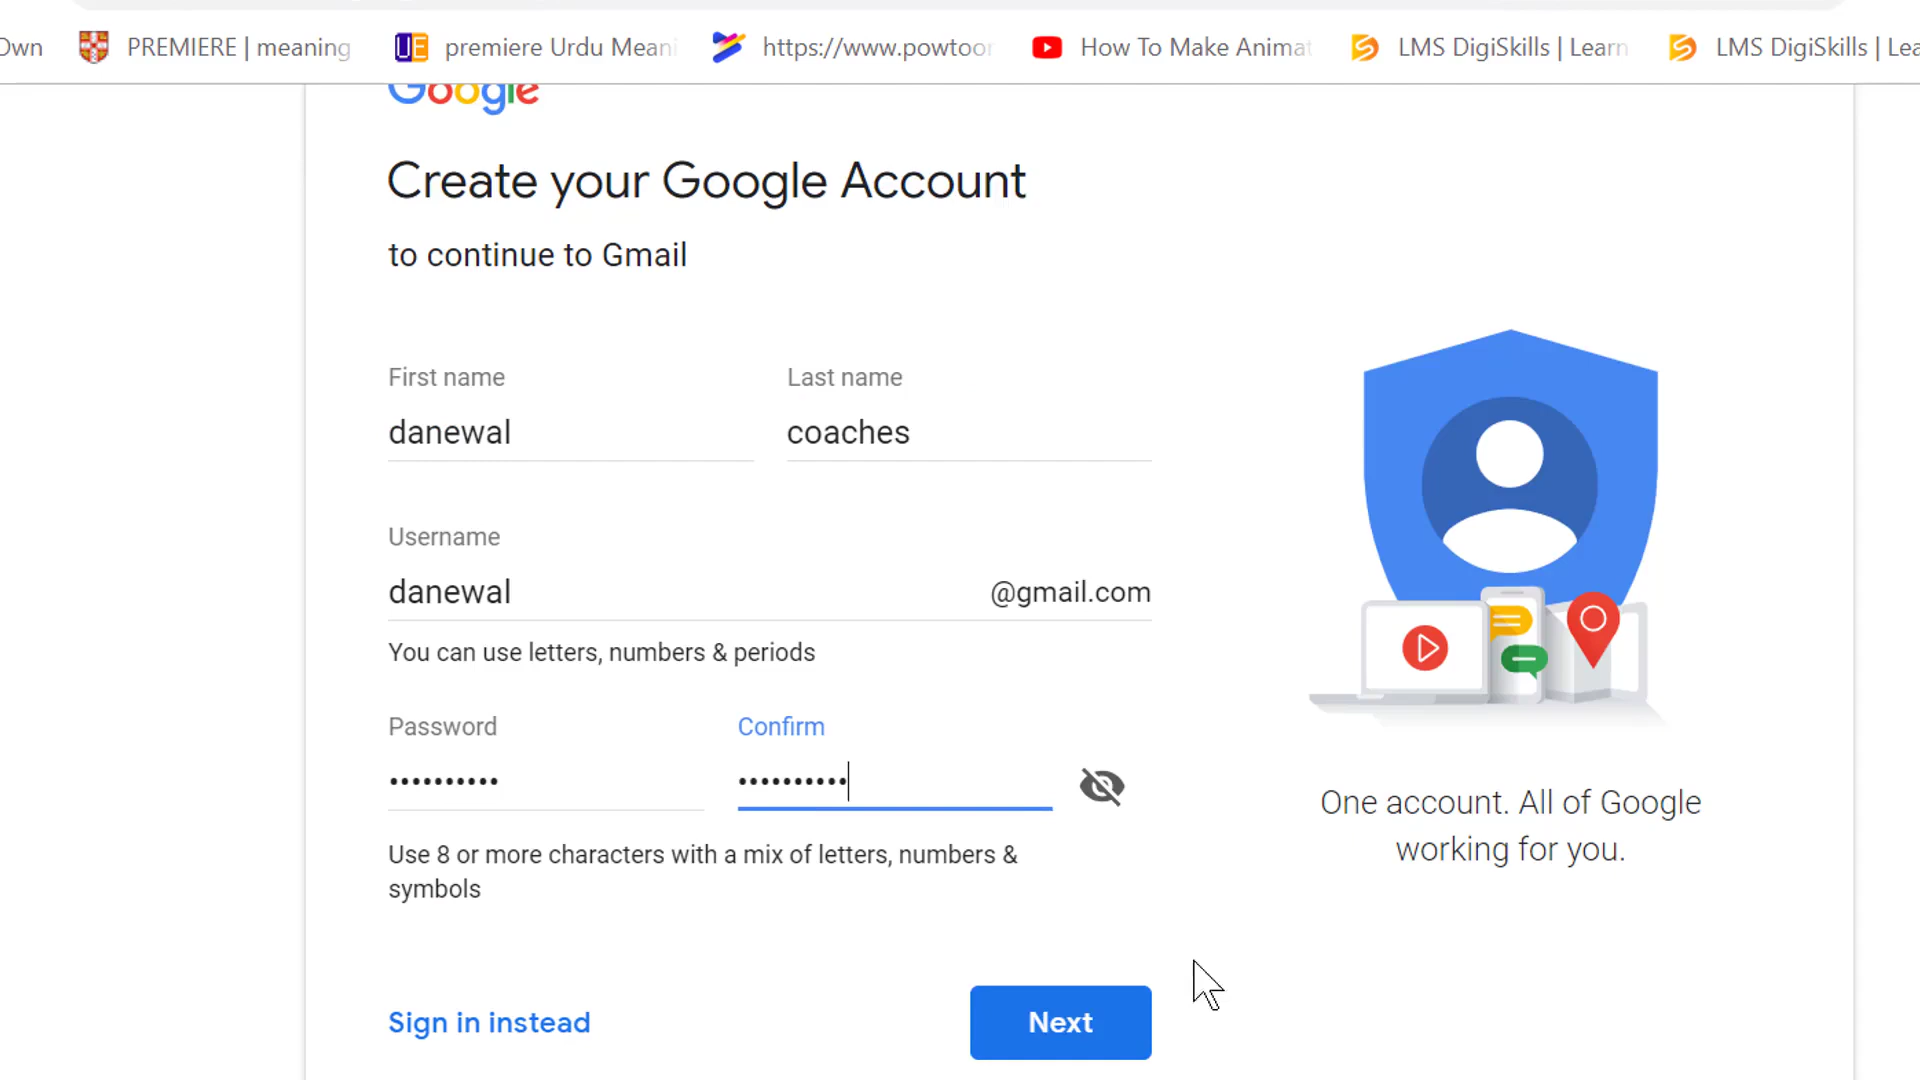 Own PREMIERE | meaning premiere Urdu Meani https://www.powtoon How To Make Animat LMS DigiSkills | Learn LMS DigiSkills | Lea
Google
Create your Google Account
to continue to Gmail
First name Last name
danewal coaches
Username
danewal @gmail.com
You can use letters, numbers & periods
Password Confirm
•••••••••• ••••••••••
Use 8 or more characters with a mix of letters, numbers &
symbols
One account. All of Google
working for you.
Sign in instead Next